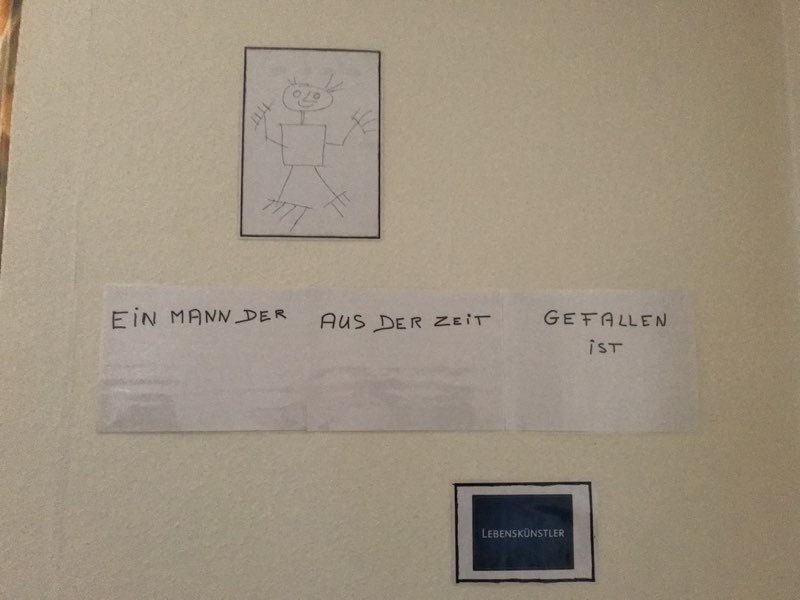 EIN MANN DER AUS DER ZEIT GEFALLEN
IST
LEBENSKÜNSTLER